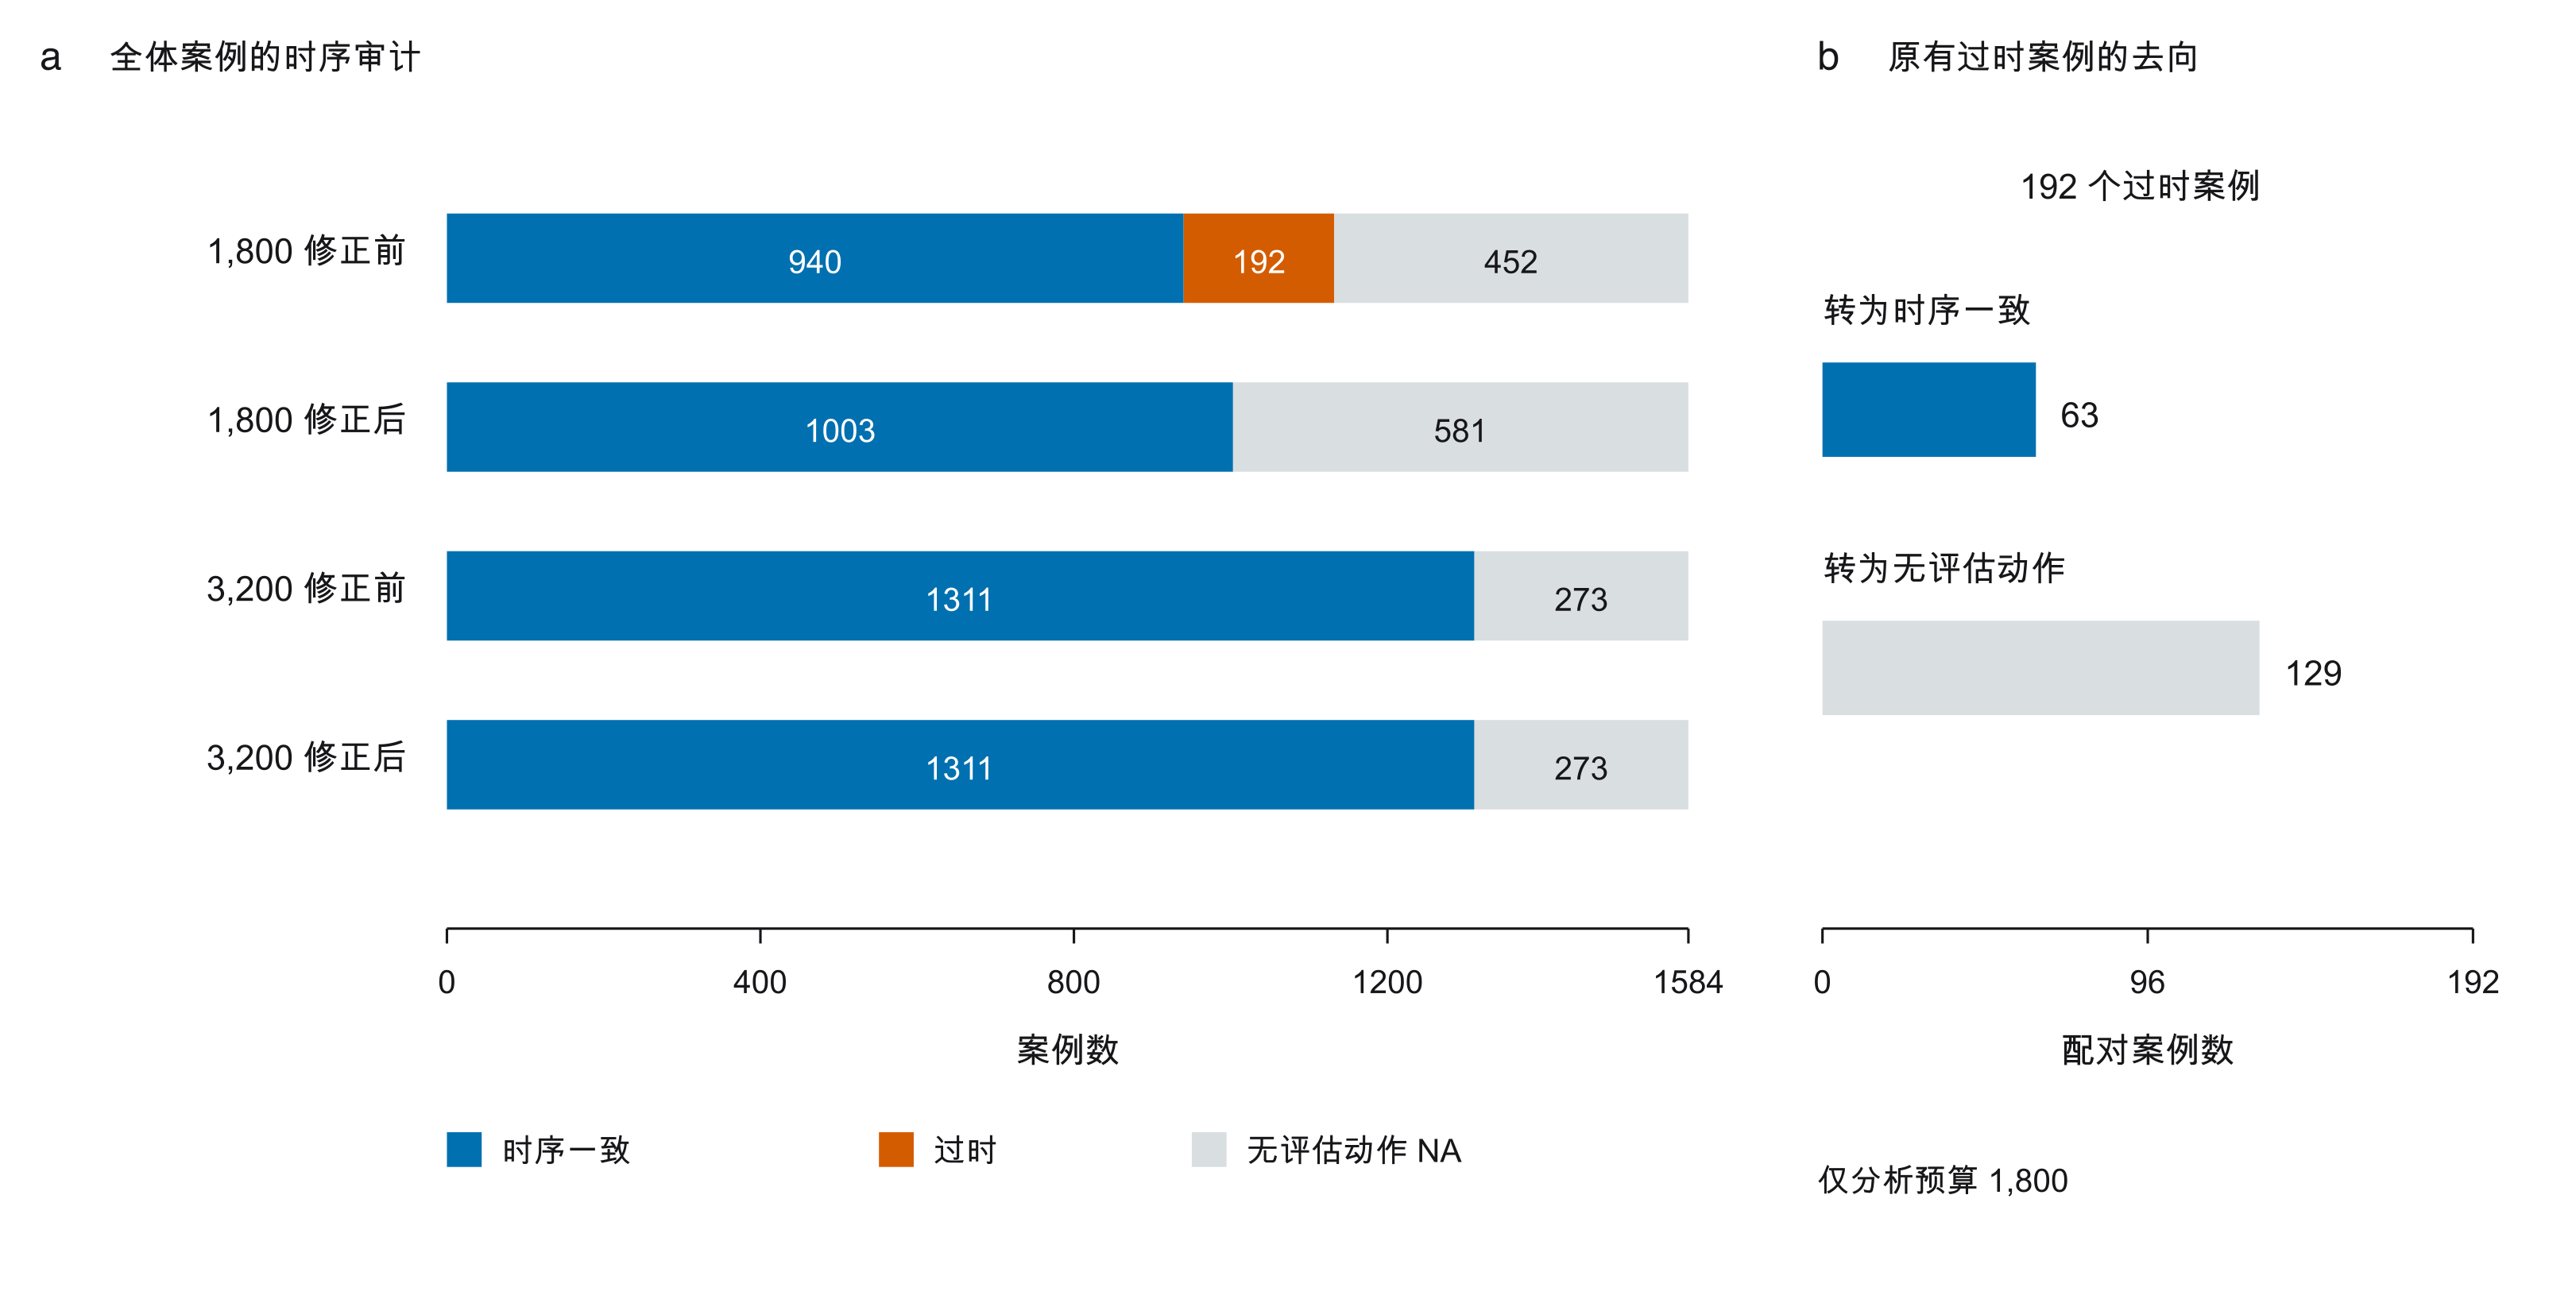 a 全体案例的时序审计
1,800 修正前
940 192 452
1,800 修正后
1003 581
3,200 修正前
1311 273
3,200 修正后
1311 273
0 400 800 1200 1584
案例数
时序一致 过时 无评估动作 NA
b 原有过时案例的去向
192 个过时案例
转为时序一致
63
转为无评估动作
129
0 96 192
配对案例数
仅分析预算 1,800